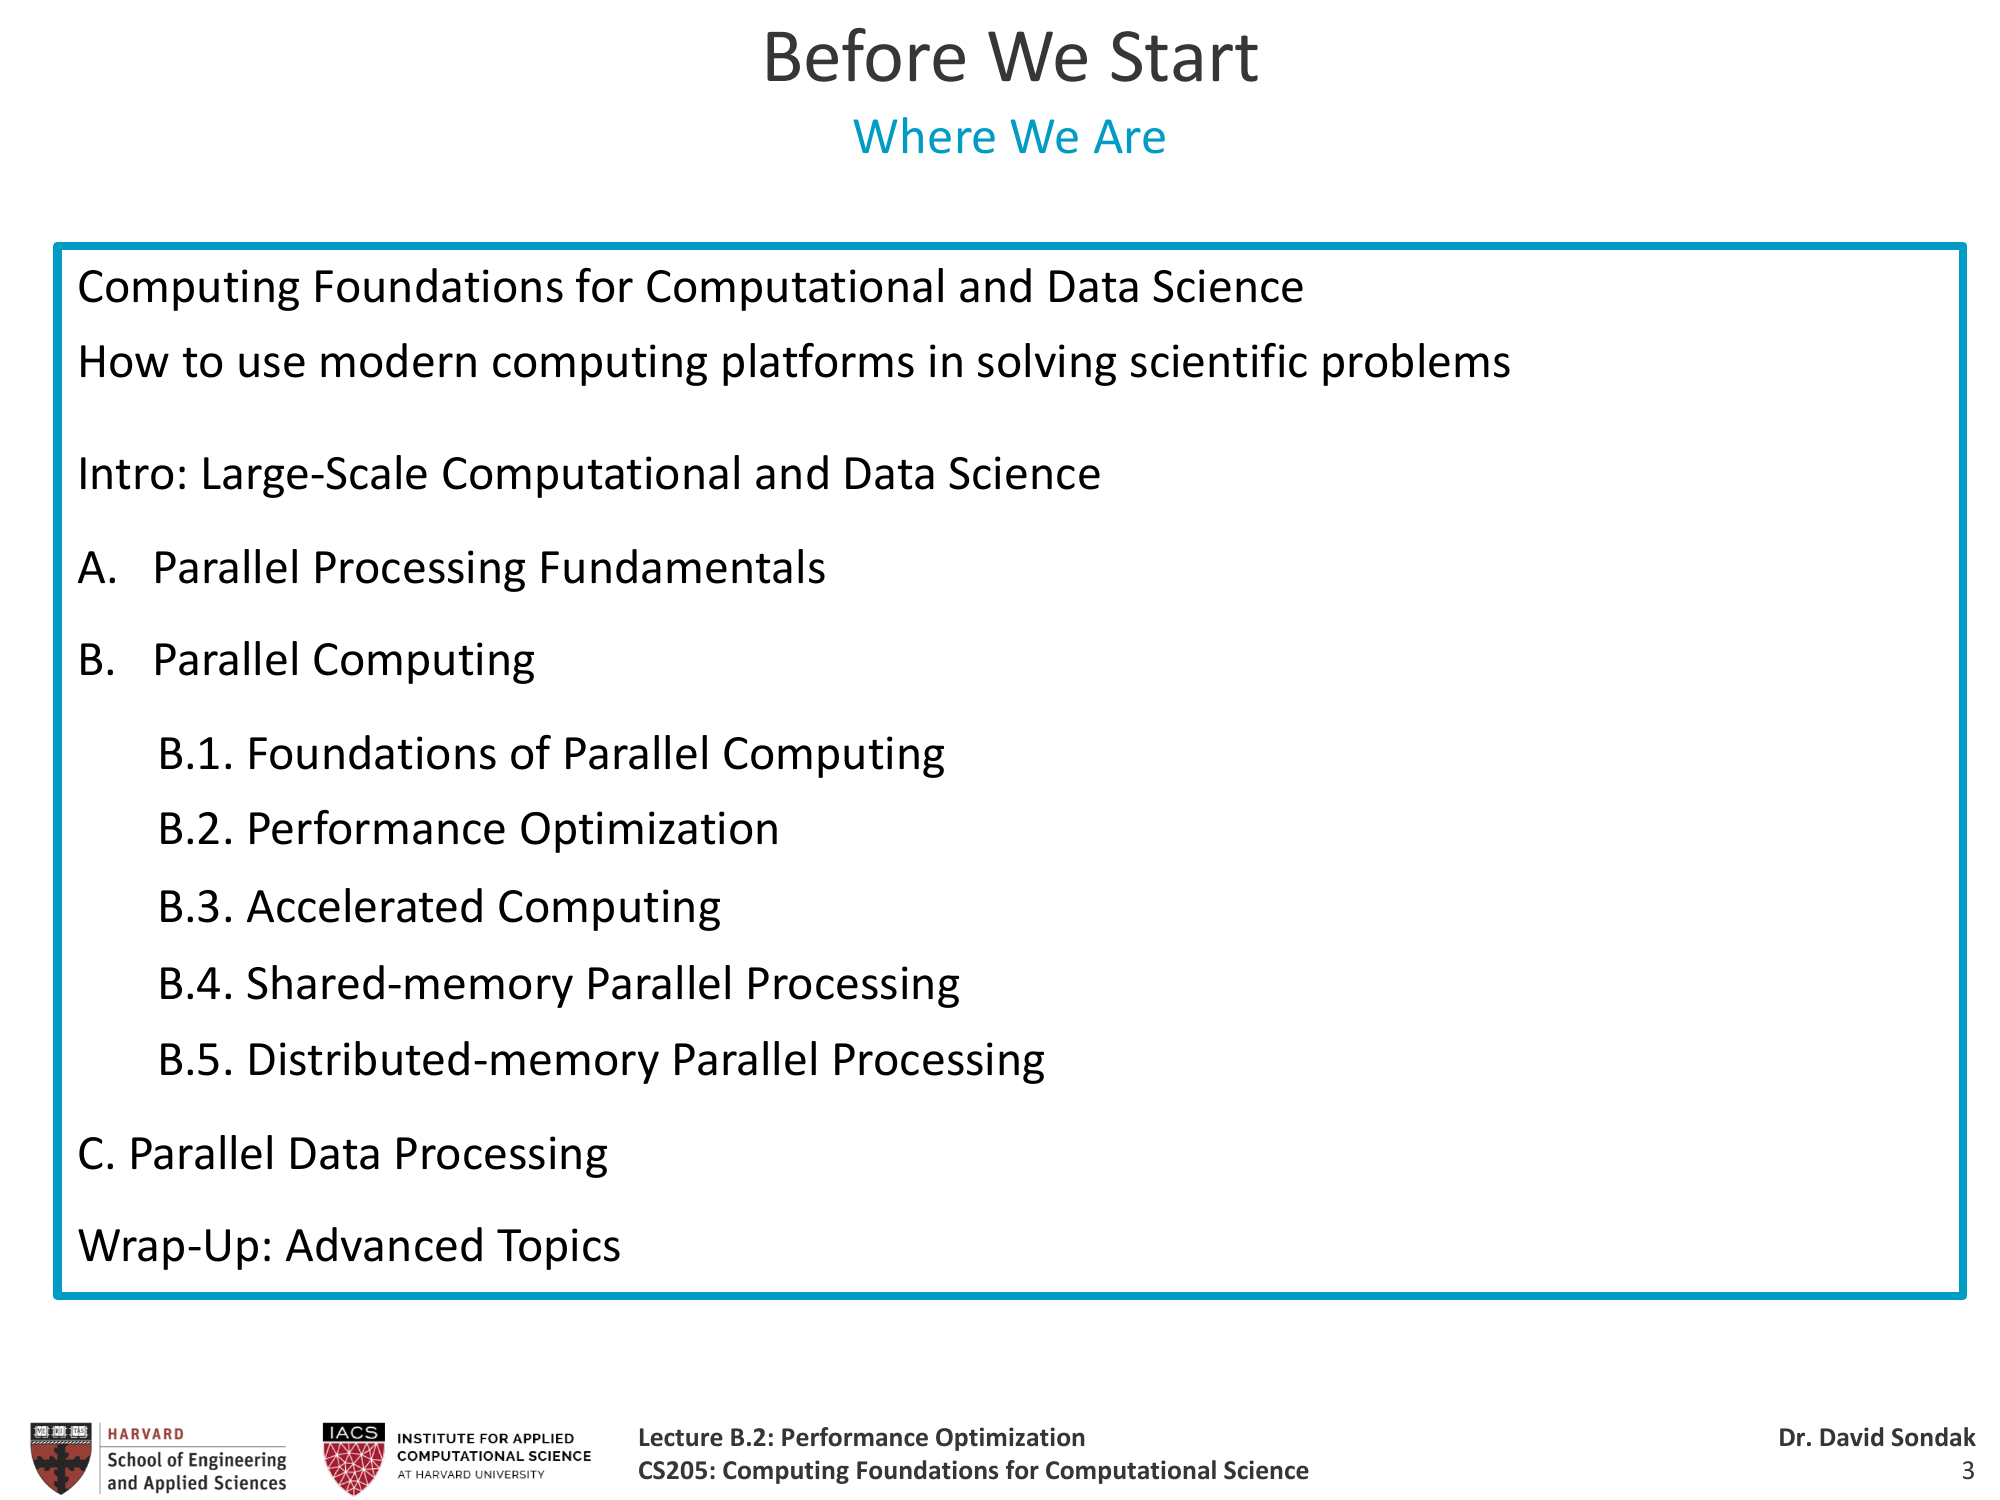 Before We Start
Where We Are
Computing Foundations for Computational and Data Science
How to use modern computing platforms in solving scientific problems
Intro: Large-Scale Computational and Data Science
A. Parallel Processing Fundamentals
B. Parallel Computing
B.1. Foundations of Parallel Computing
B.2. Performance Optimization
B.3. Accelerated Computing
B.4. Shared-memory Parallel Processing
B.5. Distributed-memory Parallel Processing
C. Parallel Data Processing
Wrap-Up: Advanced Topics
HARVARD
School of Engineering
and Applied Sciences
IACS
INSTITUTE FOR APPLIED
COMPUTATIONAL SCIENCE
AT HARVARD UNIVERSITY
Lecture B.2: Performance Optimization
CS205: Computing Foundations for Computational Science
Dr. David Sondak
3